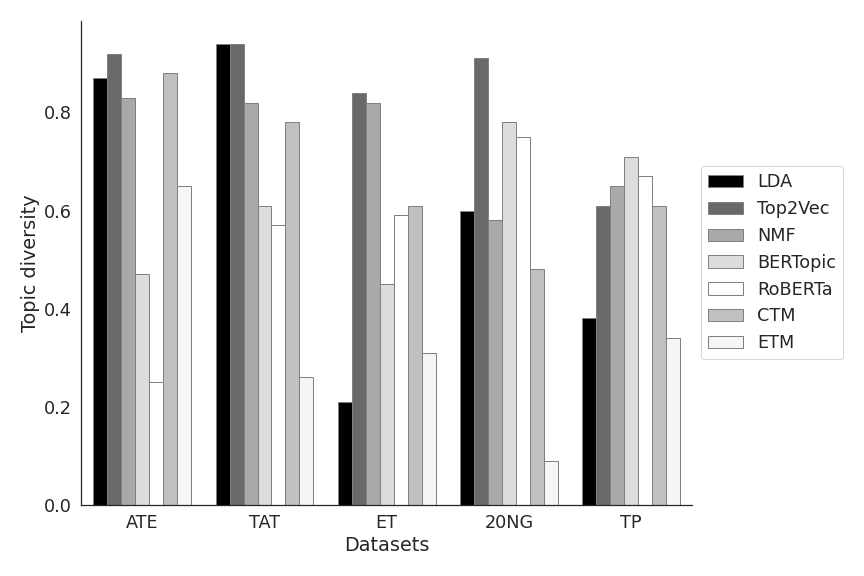 Topic diversity
0.8
0.6
0.4
0.2
0.0
ATE TAT ET 20NG TP
Datasets
LDA
Top2Vec
NMF
BERTopic
RoBERTa
CTM
ETM